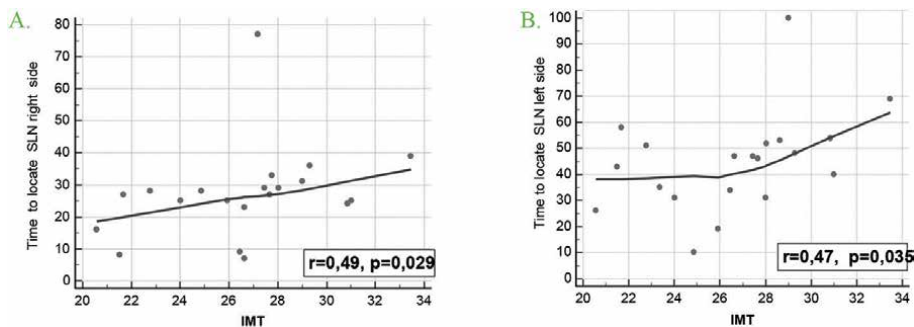 A.
Time to locate SLN right side
80
70
60
50
40
30
20
10
0
20 22 24 26 28 30 32 34
IMT
r=0,49, p=0,029
B.
Time to locate SLN left side
100
90
80
70
60
50
40
30
20
10
0
20 22 24 26 28 30 32 34
IMT
r=0,47, p=0,035